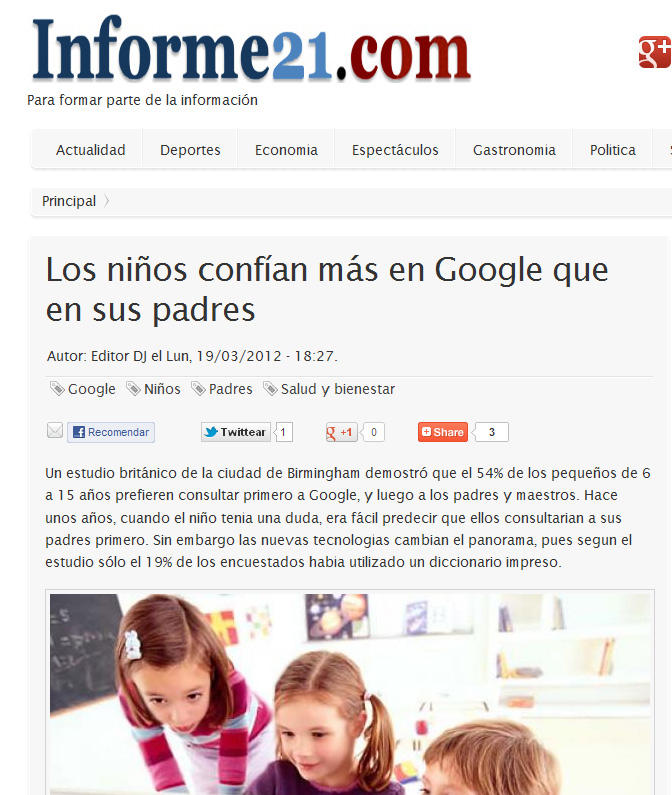 Informe21.com
g+
Para formar parte de la información
Actualidad Deportes Economia Espectáculos Gastronomia Politica
Principal
Los niños confían más en Google que
en sus padres
Autor: Editor DJ el Lun, 19/03/2012 - 18:27.
Google Niños Padres Salud y bienestar
Recomendar Twittear 1 g +1 0 Share 3
Un estudio británico de la ciudad de Birmingham demostró que el 54% de los pequeños de 6
a 15 años prefieren consultar primero a Google, y luego a los padres y maestros. Hace
unos años, cuando el niño tenia una duda, era fácil predecir que ellos consultarian a sus
padres primero. Sin embargo las nuevas tecnologias cambian el panorama, pues segun el
estudio sólo el 19% de los encuestados habia utilizado un diccionario impreso.